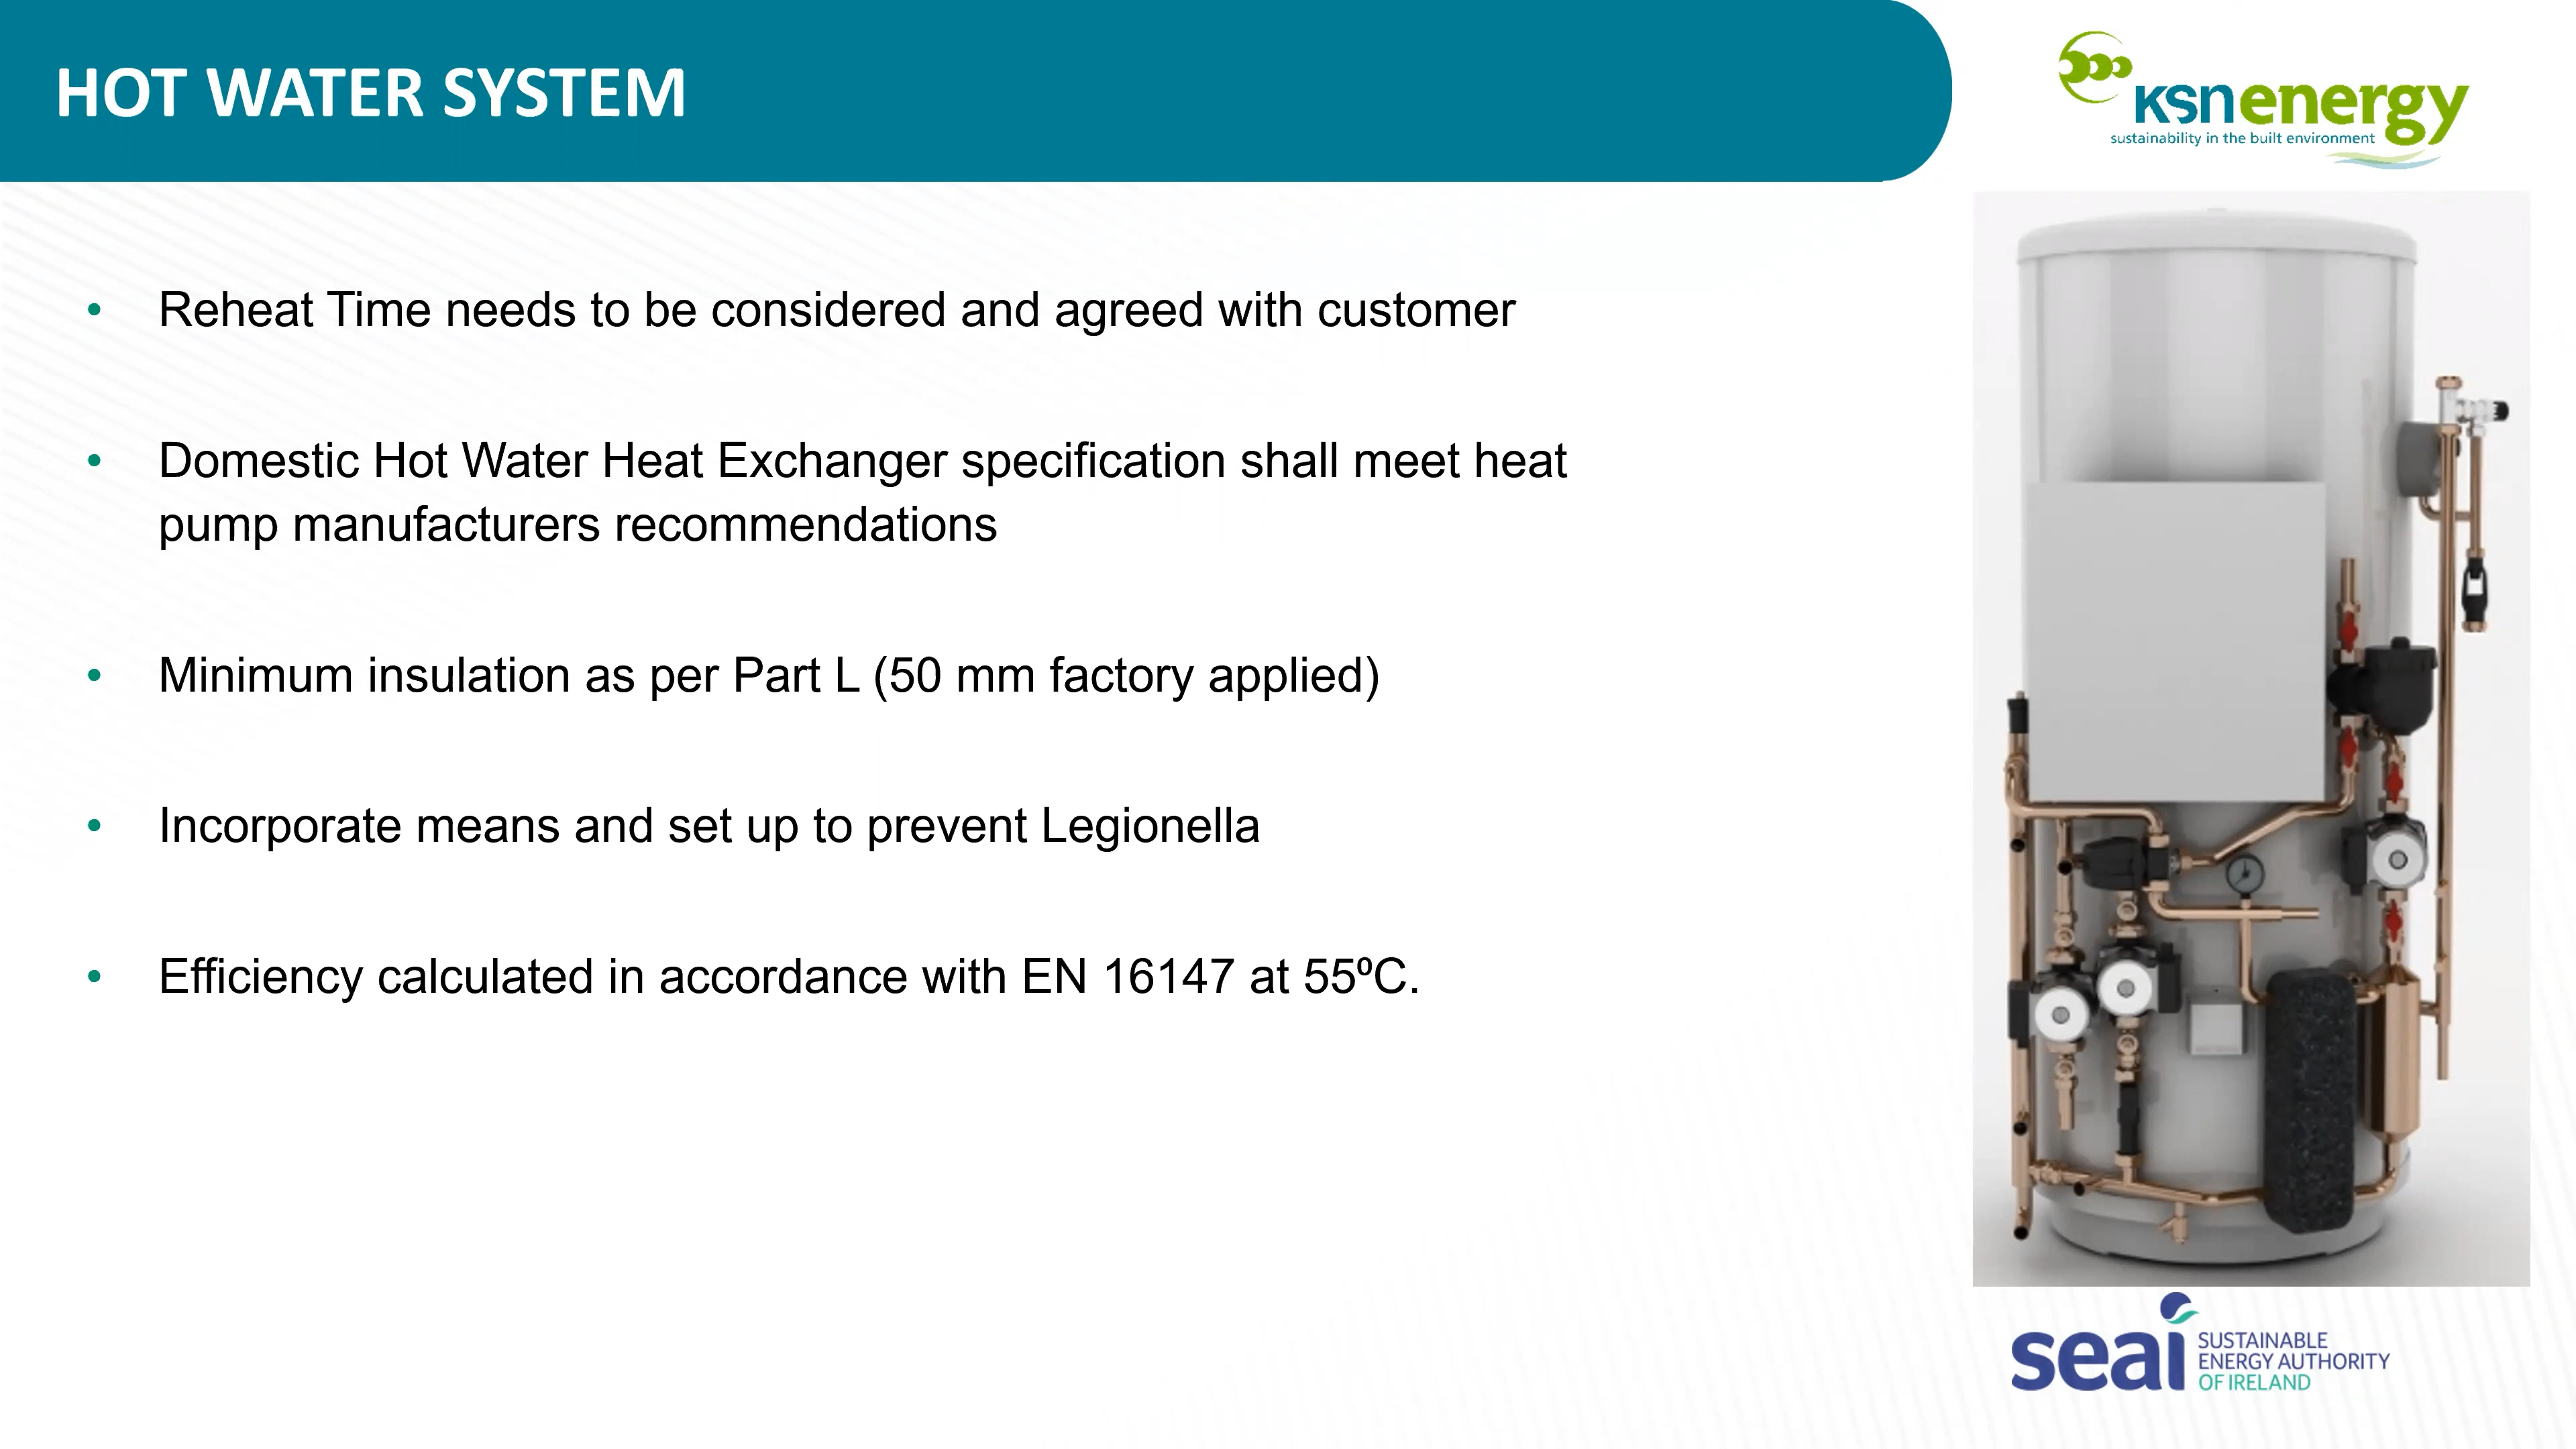 HOT WATER SYSTEM
ksnenergy
sustainability in the built environment
• Reheat Time needs to be considered and agreed with customer
• Domestic Hot Water Heat Exchanger specification shall meet heat
pump manufacturers recommendations
• Minimum insulation as per Part L (50 mm factory applied)
• Incorporate means and set up to prevent Legionella
• Efficiency calculated in accordance with EN 16147 at 55⁰C.
seai
SUSTAINABLE
ENERGY AUTHORITY
OF IRELAND